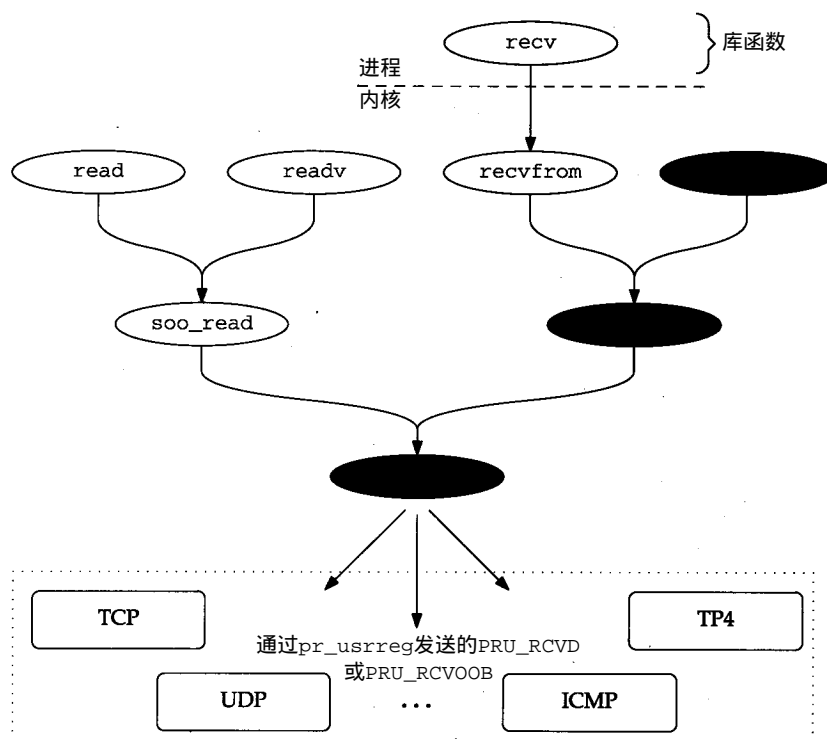 recv
库函数
进程
内核
read
readv
recvfrom
soo_read
TCP
TP4
通过pr_usrreg发送的PRU_RCVD
或PRU_RCVOOB
UDP
...
ICMP